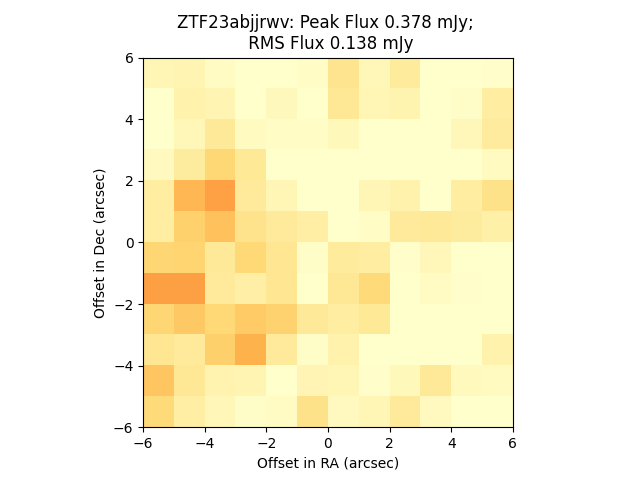 ZTF23abjjrwv: Peak Flux 0.378 mJy;
RMS Flux 0.138 mJy
6
4
2
0
−2
−4
−6
Offset in Dec (arcsec)
−6 −4 −2 0 2 4 6
Offset in RA (arcsec)